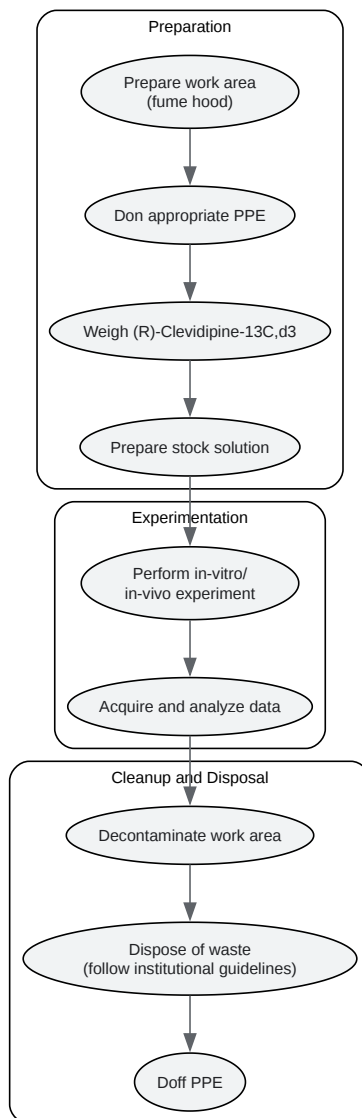 Preparation
Prepare work area
(fume hood)
Don appropriate PPE
Weigh (R)-Clevidipine-13C,d3
Prepare stock solution
Experimentation
Perform in-vitro/
in-vivo experiment
Acquire and analyze data
Cleanup and Disposal
Decontaminate work area
Dispose of waste
(follow institutional guidelines)
Doff PPE